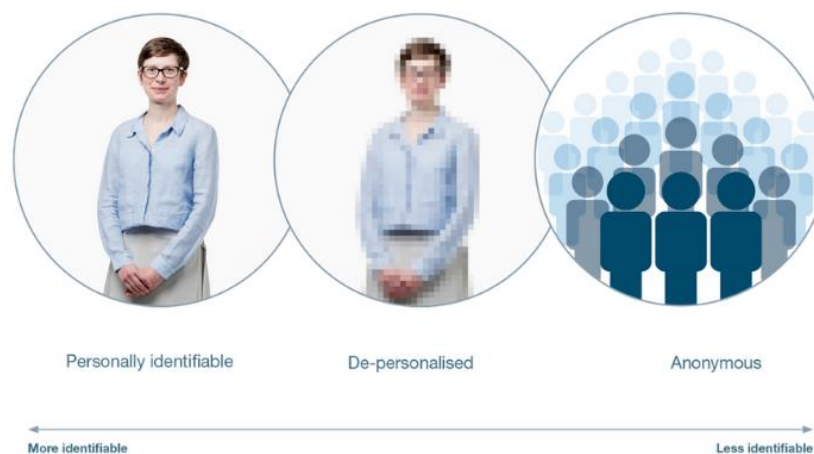 Personally identifiable
De-personalised
Anonymous
More identifiable
Less identifiable